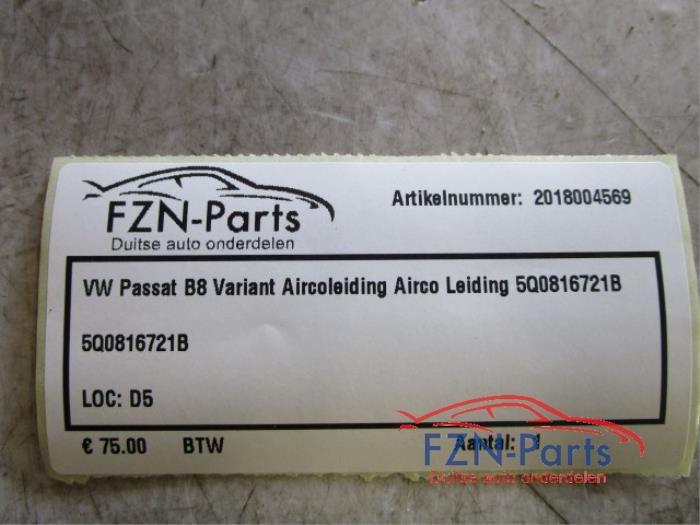 FZN-Parts
Duitse auto onderdelen
Artikelnummer: 2018004569
VW Passat B8 Variant Aircoleiding Airco Leiding 5Q0816721B
5Q0816721B
LOC: D5
€ 75.00 BTW Aantal: 1
FZN-Parts
Duitse auto onderdelen